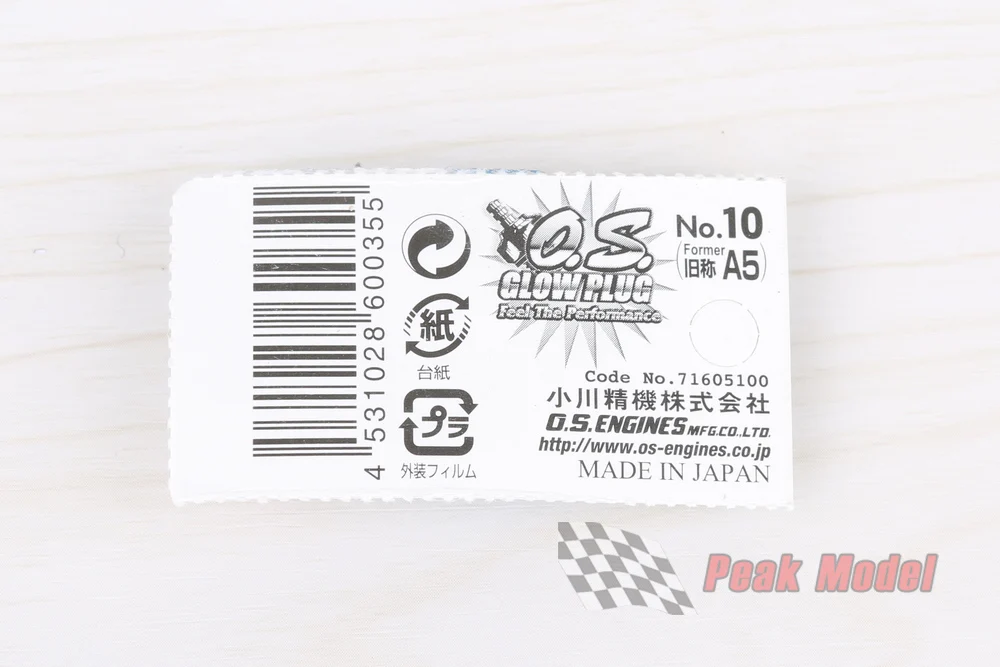 4 531028 600355
紙
台紙
プラ
外装フィルム
O.S.
GLOW PLUG
Feel The Performance
No.10
(Former 旧称 A5)
Code No.71605100
小川精機株式会社
O.S.ENGINES MFG.CO.,LTD.
http://www.os-engines.co.jp
MADE IN JAPAN
Peak Model